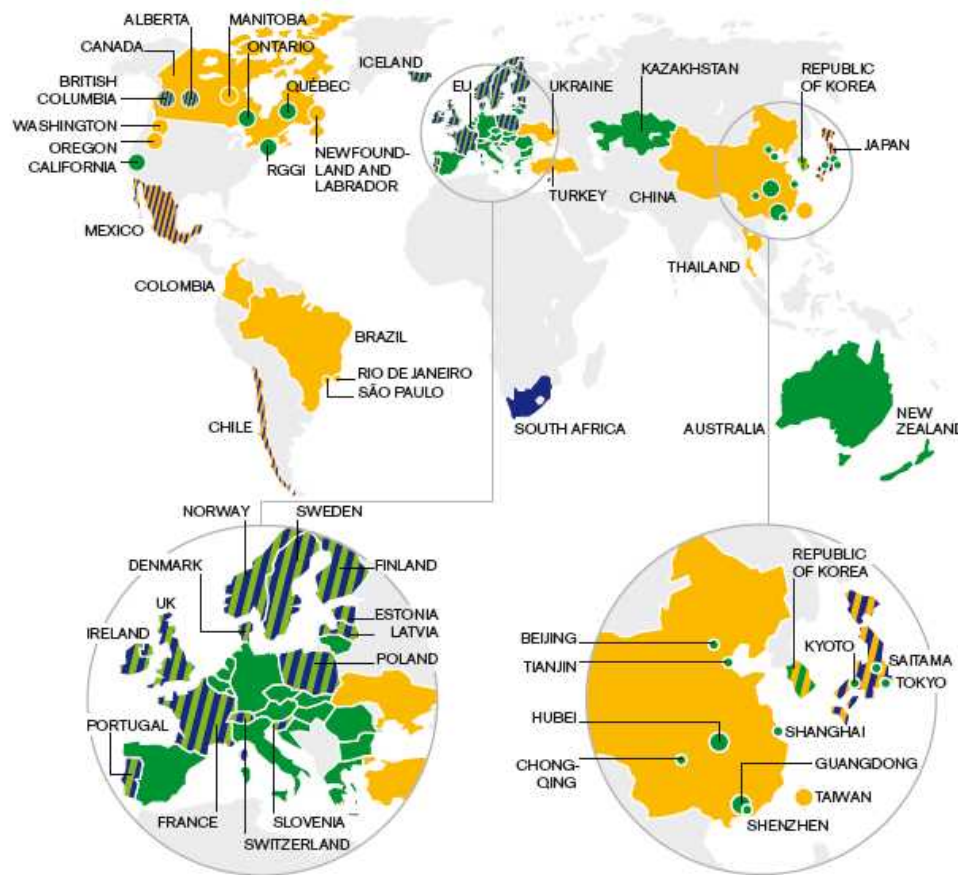 ALBERTA
MANITOBA
CANADA
ONTARIO
ICELAND
KAZAKHSTAN
REPUBLIC
OF KOREA
BRITISH
COLUMBIA
QUÉBEC
EU
UKRAINE
WASHINGTON
OREGON
CALIFORNIA
RGGI
NEWFOUND-
LAND AND
LABRADOR
JAPAN
TURKEY
CHINA
MEXICO
THAILAND
COLOMBIA
BRAZIL
RIO DE JANEIRO
SÃO PAULO
CHILE
SOUTH AFRICA
AUSTRALIA
NEW
ZEALAND
NORWAY
SWEDEN
DENMARK
FINLAND
UK
ESTONIA
IRELAND
LATVIA
POLAND
PORTUGAL
FRANCE
SLOVENIA
SWITZERLAND
REPUBLIC
OF KOREA
BEIJING
KYOTO
TIANJIN
SAITAMA
TOKYO
HUBEI
SHANGHAI
CHONG-
QING
GUANGDONG
TAIWAN
SHENZHEN